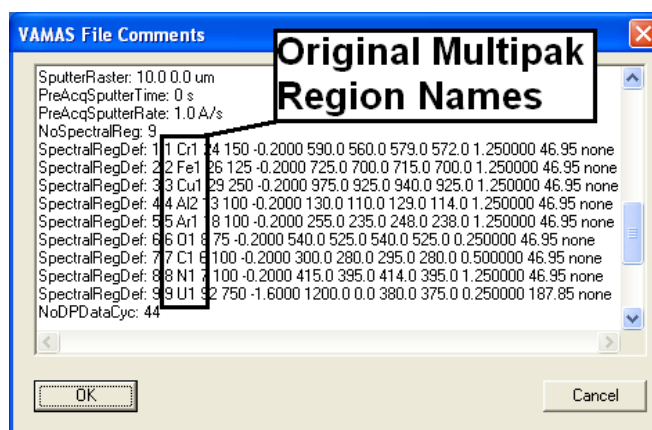 VAMAS File Comments
Original Multipak
Region Names
SputterRaster: 10.0 0.0 um
PreAcqSputterTime: 0 s
PreAcqSputterRate: 1.0 A/s
NoSpectralReg: 9
SpectralRegDef: 1 1 Cr1 24 150 -0.2000 590.0 560.0 579.0 572.0 1.250000 46.95 none
SpectralRegDef: 2 2 Fe1 26 125 -0.2000 725.0 700.0 715.0 700.0 1.250000 46.95 none
SpectralRegDef: 3 3 Cu1 29 250 -0.2000 975.0 925.0 940.0 925.0 1.250000 46.95 none
SpectralRegDef: 4 4 Al2 13 100 -0.2000 130.0 110.0 129.0 114.0 1.250000 46.95 none
SpectralRegDef: 5 5 Ar1 18 100 -0.2000 255.0 235.0 248.0 238.0 1.250000 46.95 none
SpectralRegDef: 6 6 O1 8 75 -0.2000 540.0 525.0 540.0 525.0 0.250000 46.95 none
SpectralRegDef: 7 7 C1 6 100 -0.2000 300.0 280.0 295.0 280.0 0.500000 46.95 none
SpectralRegDef: 8 8 N1 7 100 -0.2000 415.0 395.0 414.0 395.0 1.250000 46.95 none
SpectralRegDef: 9 9 U1 92 750 -1.6000 1200.0 0.0 380.0 375.0 0.250000 187.85 none
NoDPDataCyc: 44
OK
Cancel